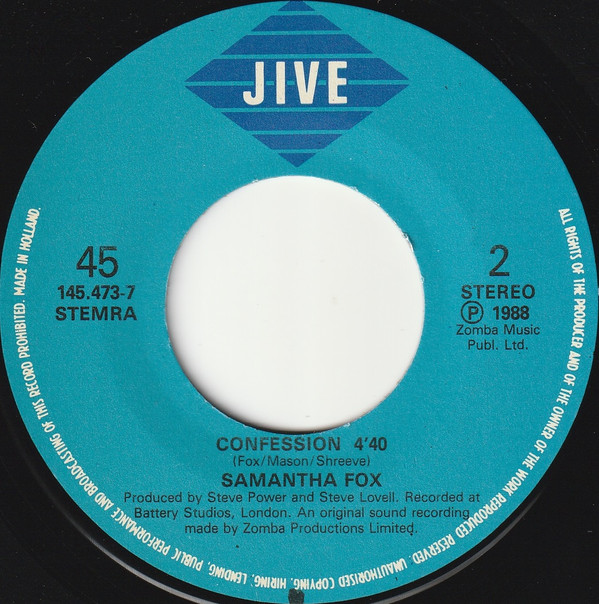 JIVE
45
145.473-7
STEMRA
2
STEREO
Ⓟ 1988
Zomba Music
Publ. Ltd.
CONFESSION 4'40
(Fox/Mason/Shreeve)
SAMANTHA FOX
Produced by Steve Power and Steve Lovell. Recorded at
Battery Studios, London. An original sound recording
made by Zomba Productions Limited.
ALL RIGHTS OF THE PRODUCER AND OF THE OWNER OF THE WORK REPRODUCED RESERVED. UNAUTHORISED COPYING, HIRING, LENDING, PUBLIC PERFORMANCE AND BROADCASTING OF THIS RECORD PROHIBITED. MADE IN HOLLAND.